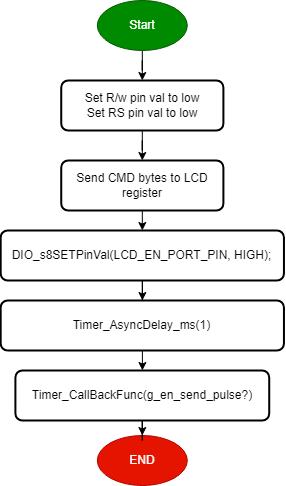 Start
Set R/w pin val to low
Set RS pin val to low
Send CMD bytes to LCD
register
DIO_s8SETPinVal(LCD_EN_PORT_PIN, HIGH);
Timer_AsyncDelay_ms(1)
Timer_CallBackFunc(g_en_send_pulse?)
END